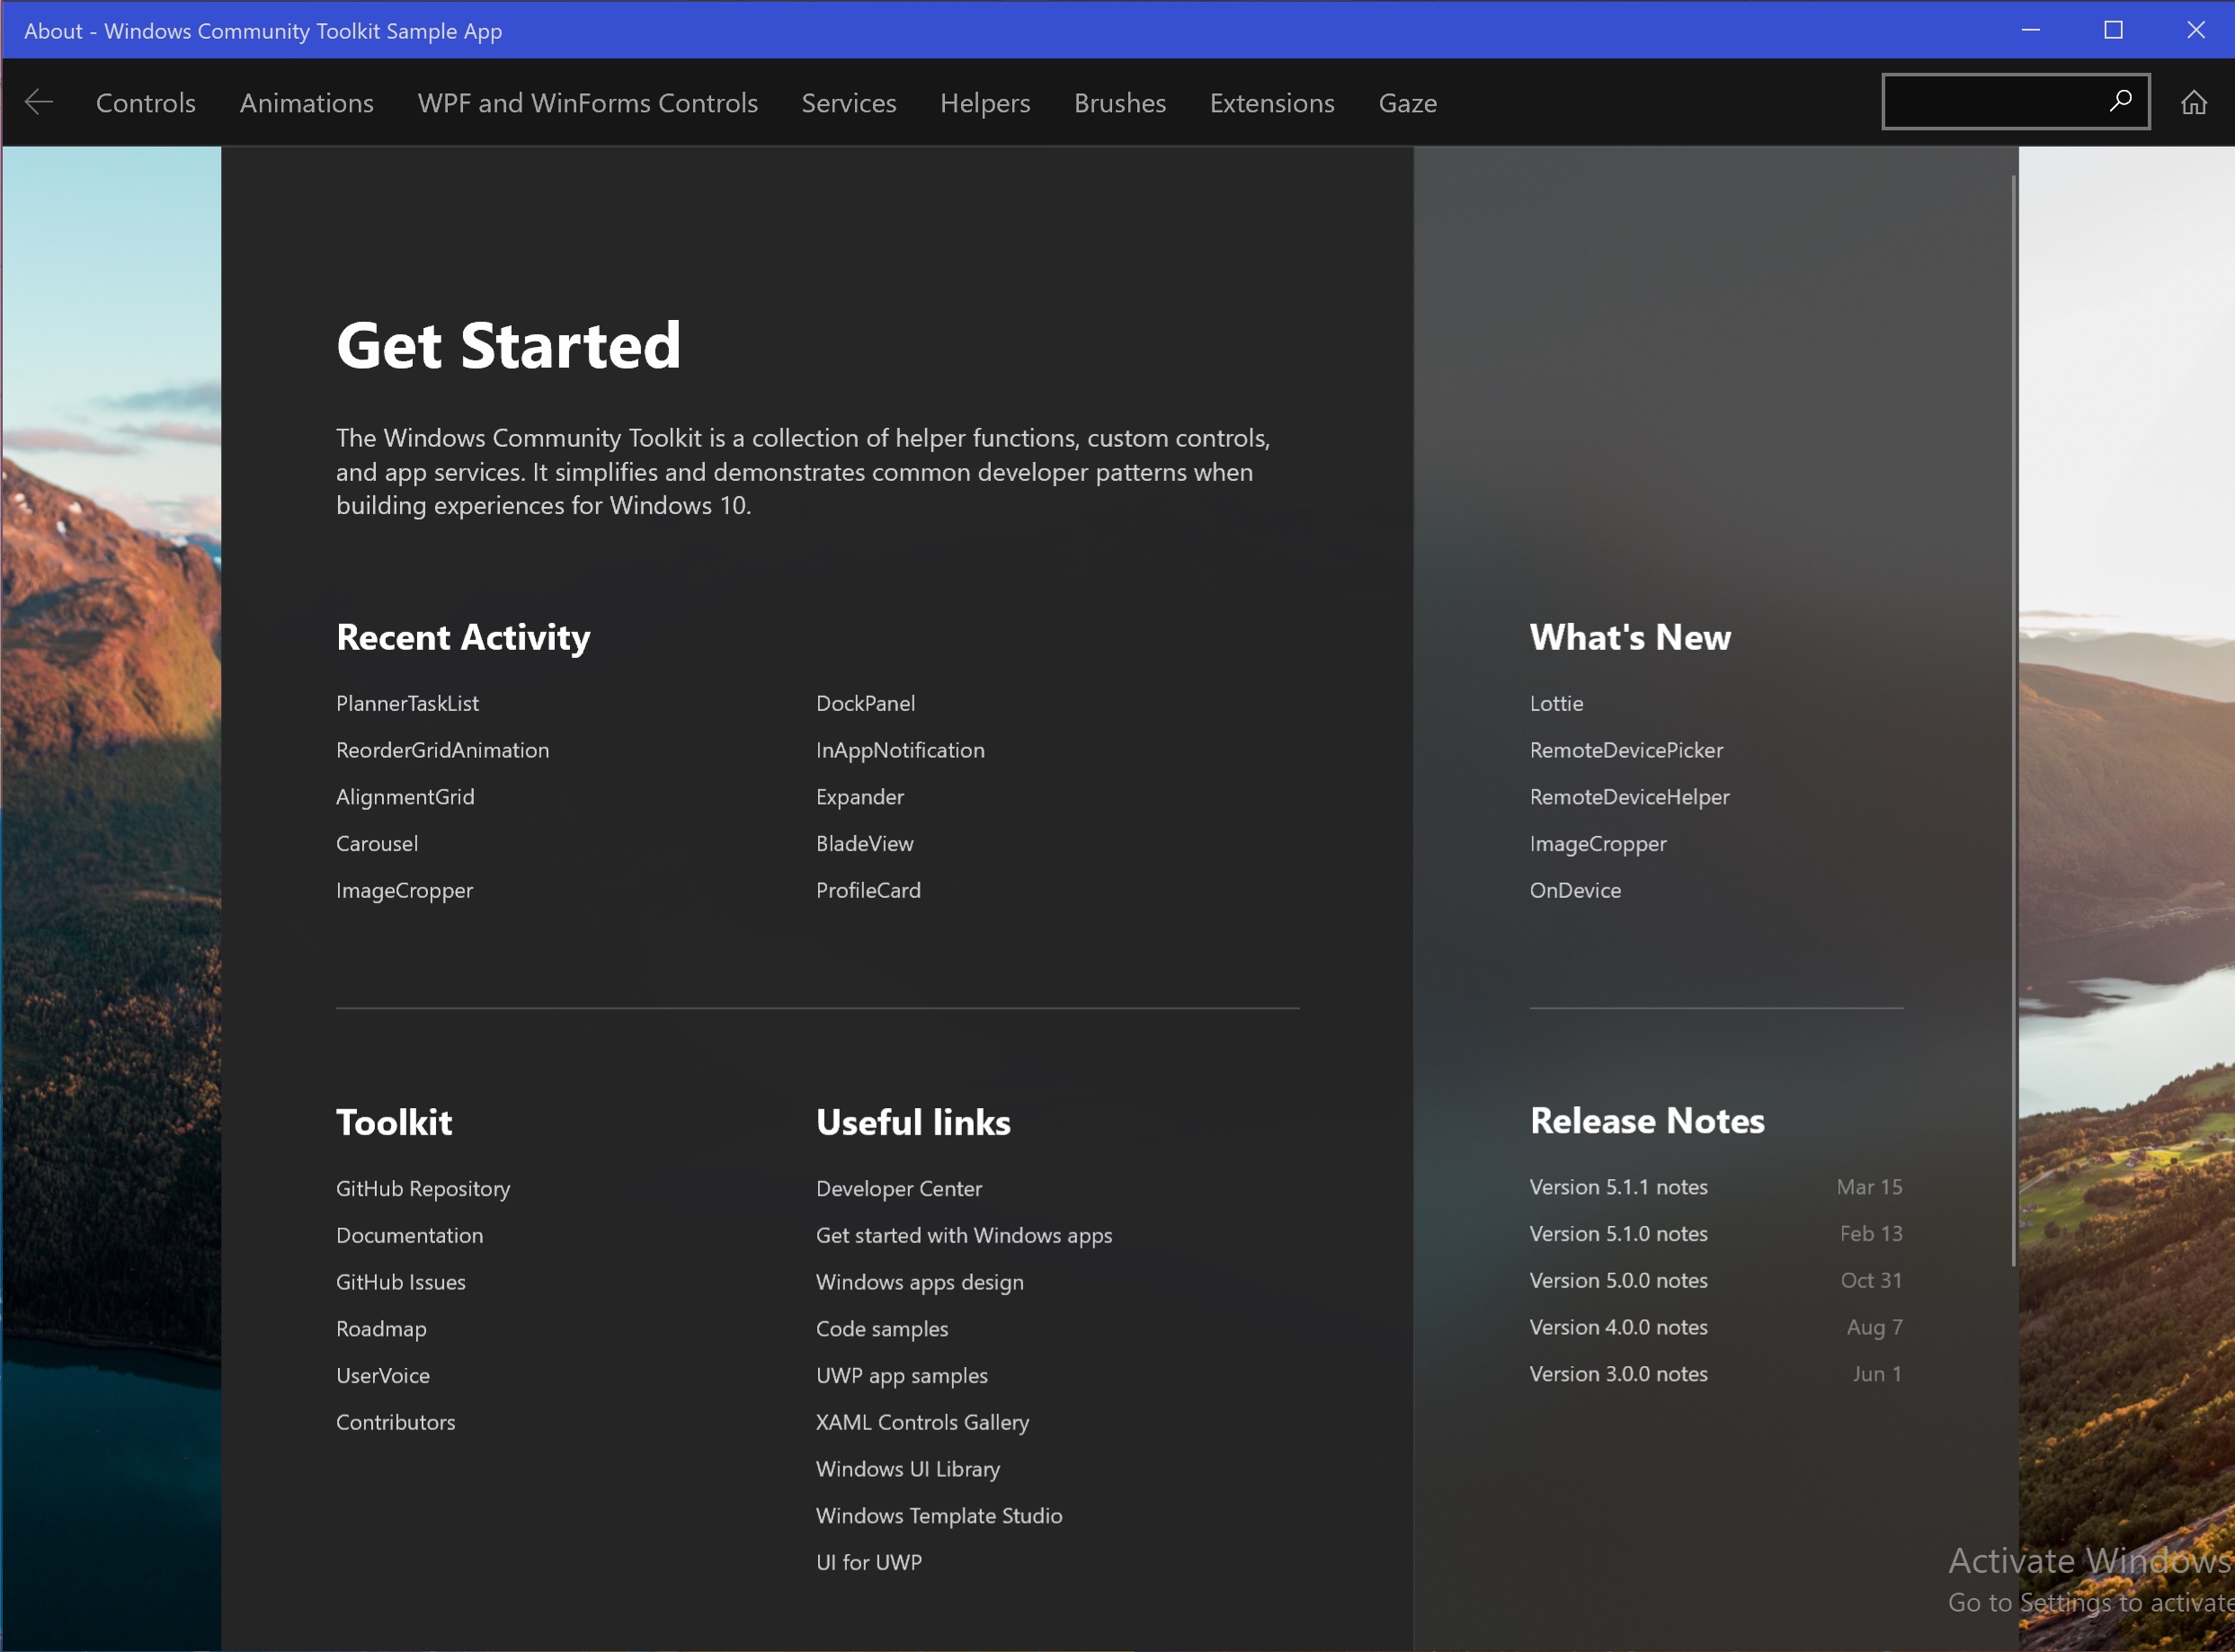 About - Windows Community Toolkit Sample App
Controls Animations WPF and WinForms Controls Services Helpers Brushes Extensions Gaze
Get Started
The Windows Community Toolkit is a collection of helper functions, custom controls,
and app services. It simplifies and demonstrates common developer patterns when
building experiences for Windows 10.
Recent Activity
PlannerTaskList
ReorderGridAnimation
AlignmentGrid
Carousel
ImageCropper
DockPanel
InAppNotification
Expander
BladeView
ProfileCard
What's New
Lottie
RemoteDevicePicker
RemoteDeviceHelper
ImageCropper
OnDevice
Toolkit
GitHub Repository
Documentation
GitHub Issues
Roadmap
UserVoice
Contributors
Useful links
Developer Center
Get started with Windows apps
Windows apps design
Code samples
UWP app samples
XAML Controls Gallery
Windows UI Library
Windows Template Studio
UI for UWP
Release Notes
Version 5.1.1 notes Mar 15
Version 5.1.0 notes Feb 13
Version 5.0.0 notes Oct 31
Version 4.0.0 notes Aug 7
Version 3.0.0 notes Jun 1
Activate Windows
Go to Settings to activate